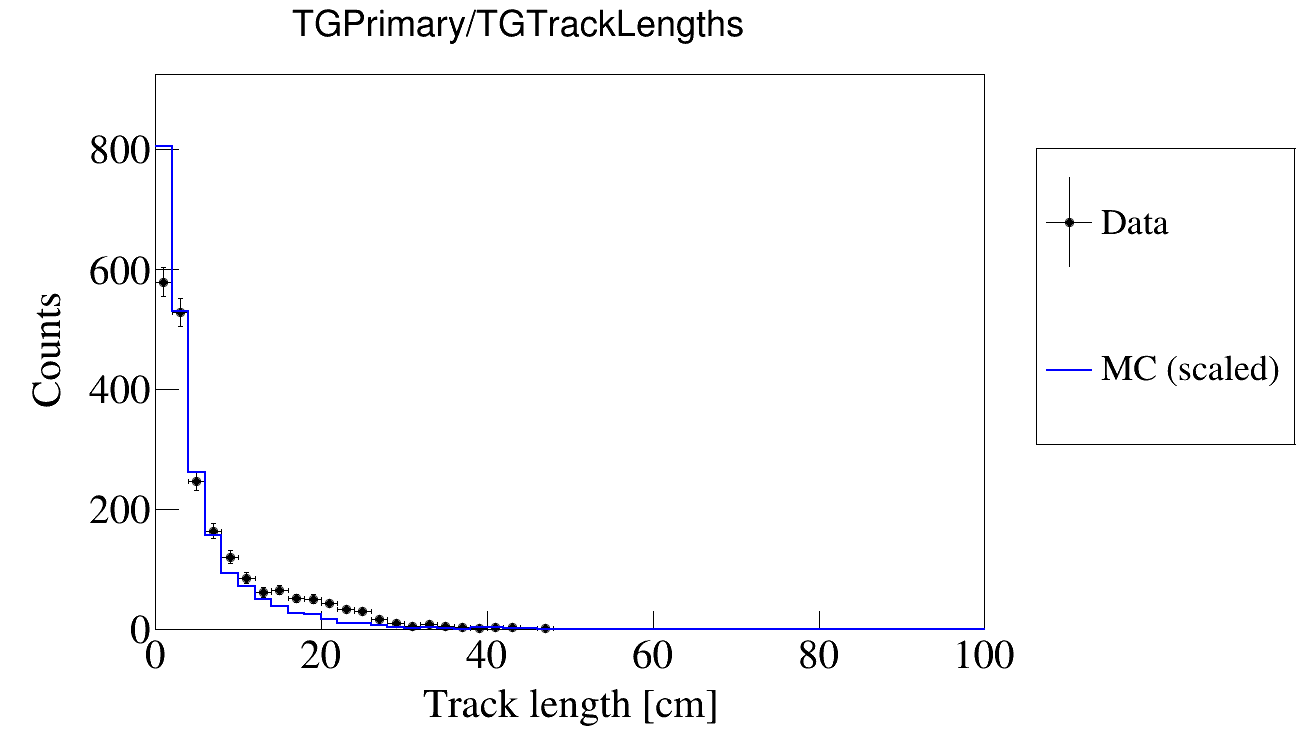 TGPrimary/TGTrackLengths
800
600
400
200
0
Counts
0 20 40 60 80 100
Track length [cm]
Data
MC (scaled)